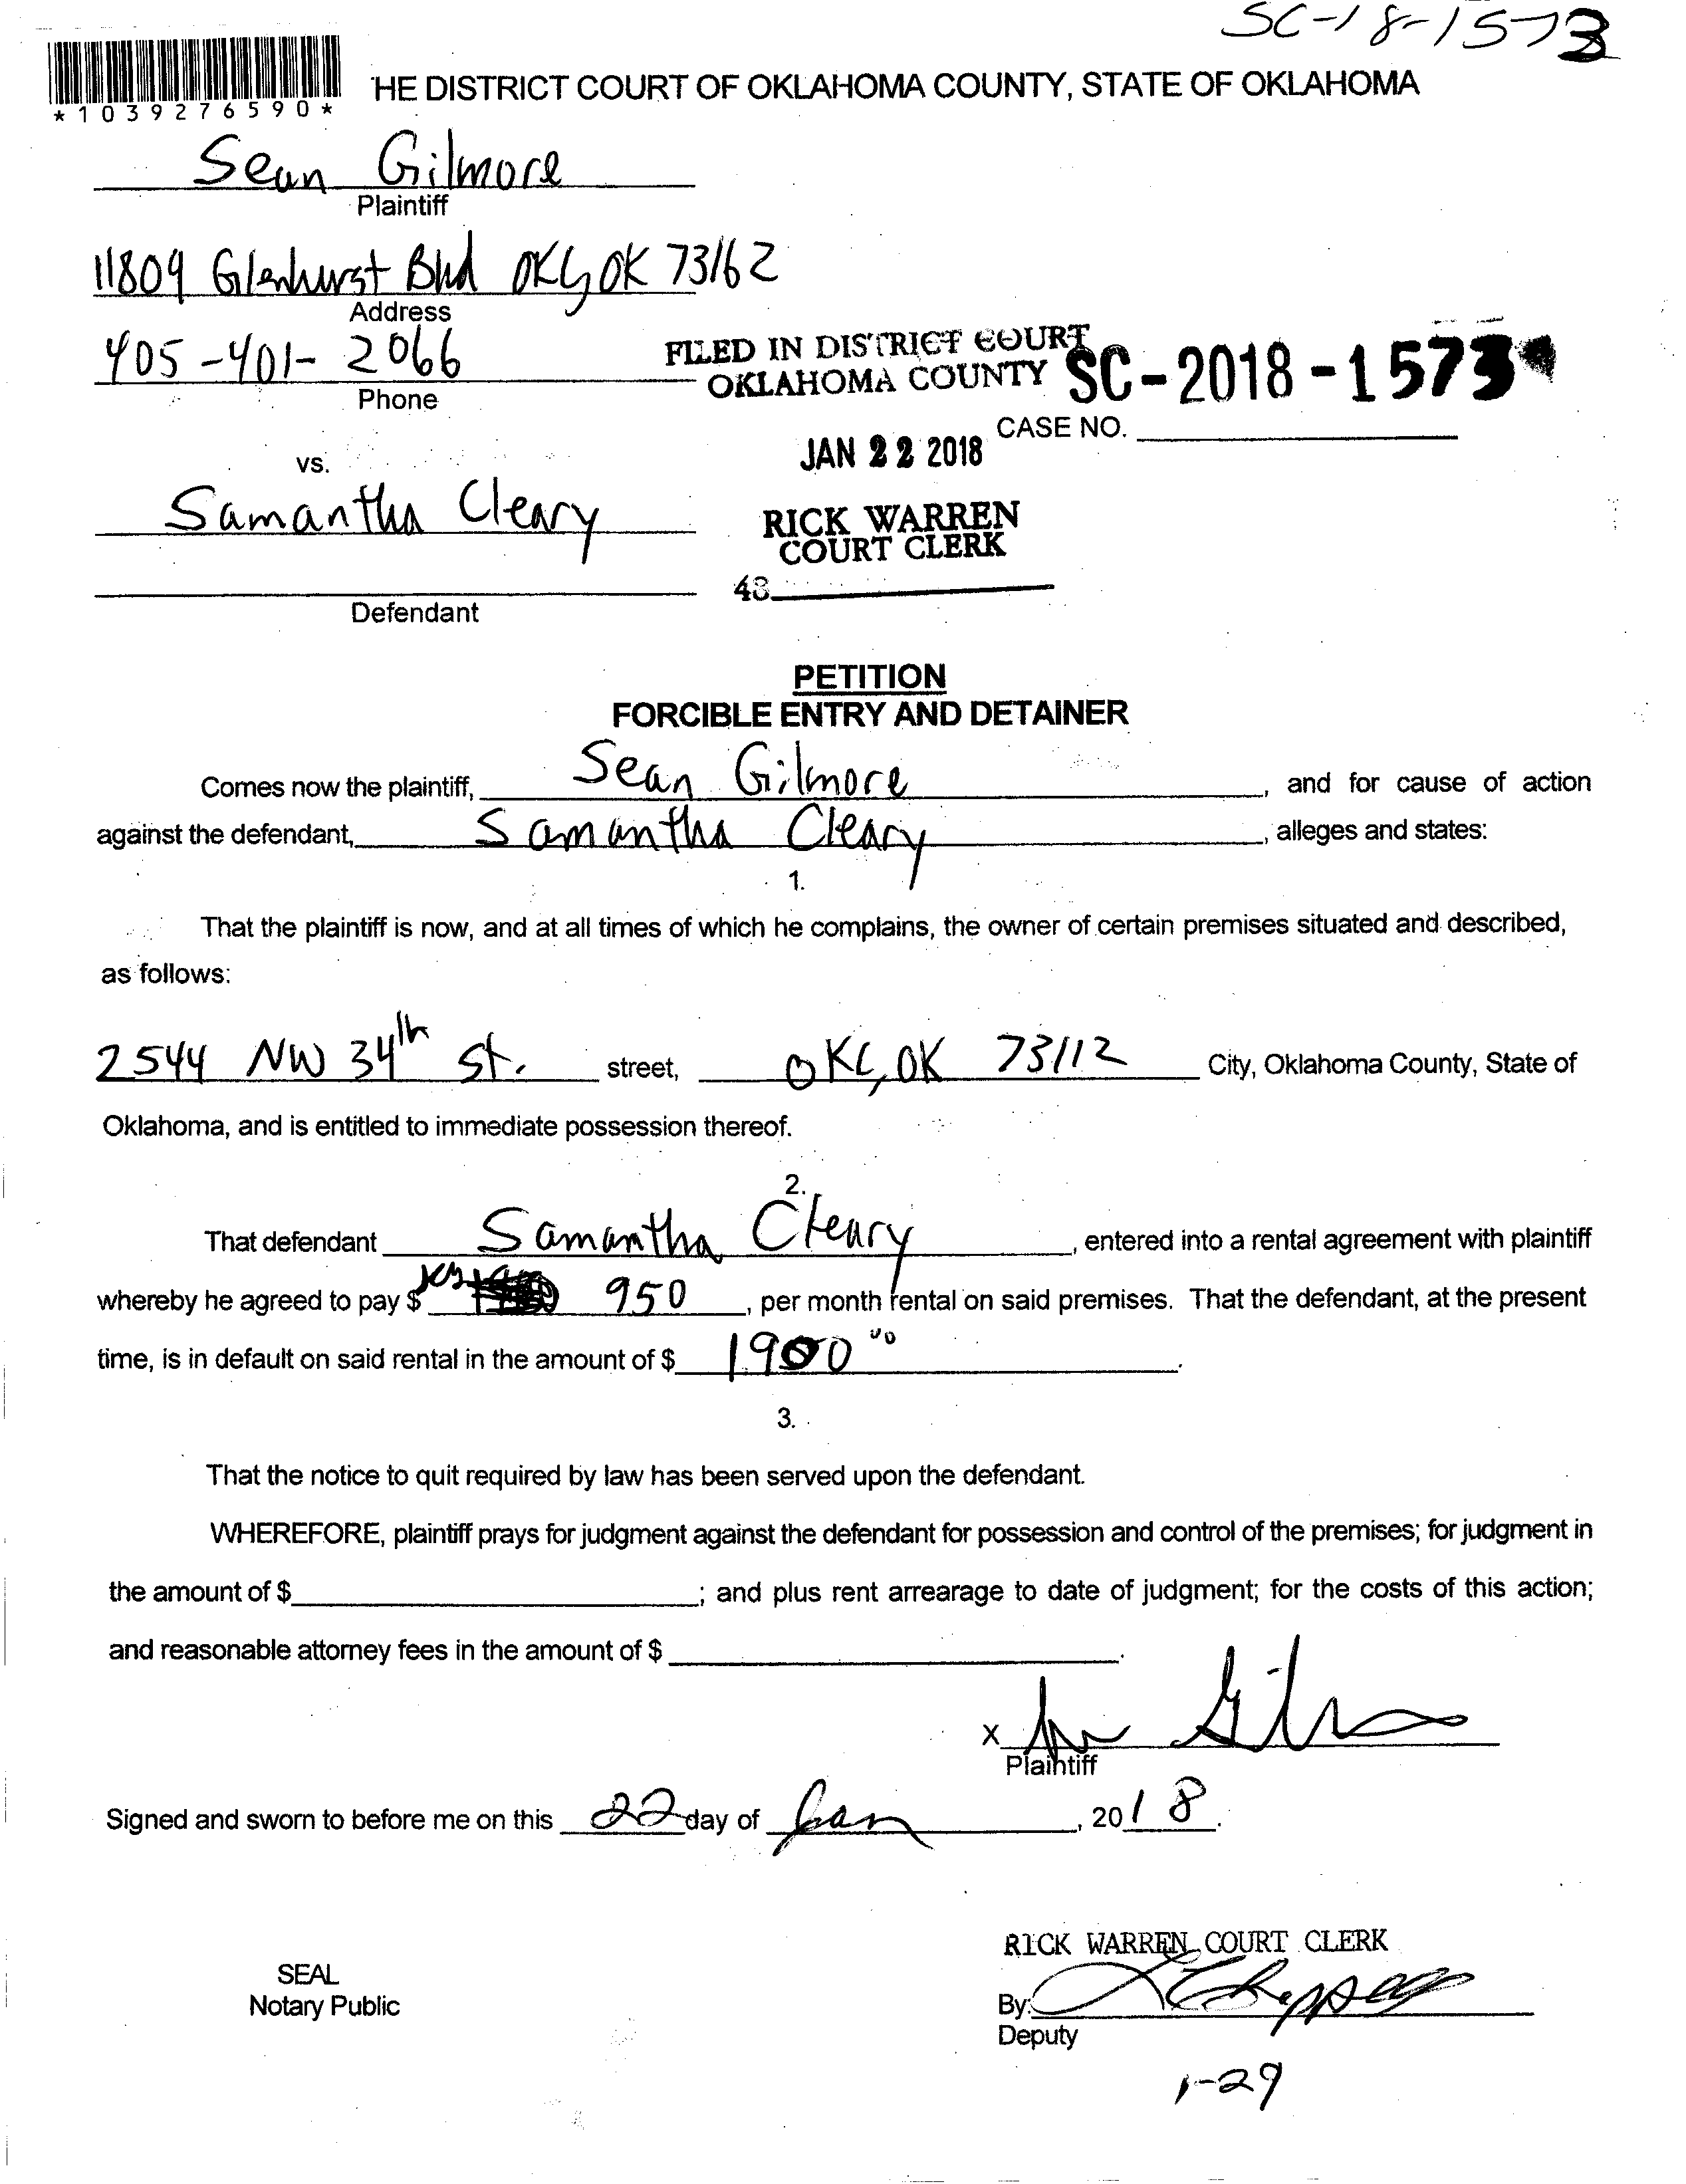 SC-18-1573
HE DISTRICT COURT OF OKLAHOMA COUNTY, STATE OF OKLAHOMA
*1039276590*
Sean Gilmore
Plaintiff
11809 Glenhurst Blvd OKC, OK 73162
Address
405-401-2066
Phone
FILED IN DISTRICT COURT
OKLAHOMA COUNTY
SC-2018-1573
CASE NO.
JAN 22 2018
vs.
Samantha Cleary
RICK WARREN
COURT CLERK
48
Defendant
PETITION
FORCIBLE ENTRY AND DETAINER
Comes now the plaintiff, Sean Gilmore, and for cause of action
against the defendant, Samantha Cleary, alleges and states:
1.
That the plaintiff is now, and at all times of which he complains, the owner of certain premises situated and described,
as follows:
2544 NW 34th St. street, OKC, OK 73112 City, Oklahoma County, State of
Oklahoma, and is entitled to immediate possession thereof.
2.
That defendant Samantha Cleary, entered into a rental agreement with plaintiff
whereby he agreed to pay $ 950, per month rental on said premises. That the defendant, at the present
time, is in default on said rental in the amount of $ 1900 00.
3.
That the notice to quit required by law has been served upon the defendant.
WHEREFORE, plaintiff prays for judgment against the defendant for possession and control of the premises; for judgment in
the amount of $ ; and plus rent arrearage to date of judgment; for the costs of this action;
and reasonable attorney fees in the amount of $ .
X
Plaintiff
Signed and sworn to before me on this 22 day of Jan, 2018.
RICK WARREN COURT CLERK
SEAL
Notary Public
By:
Deputy
1-29